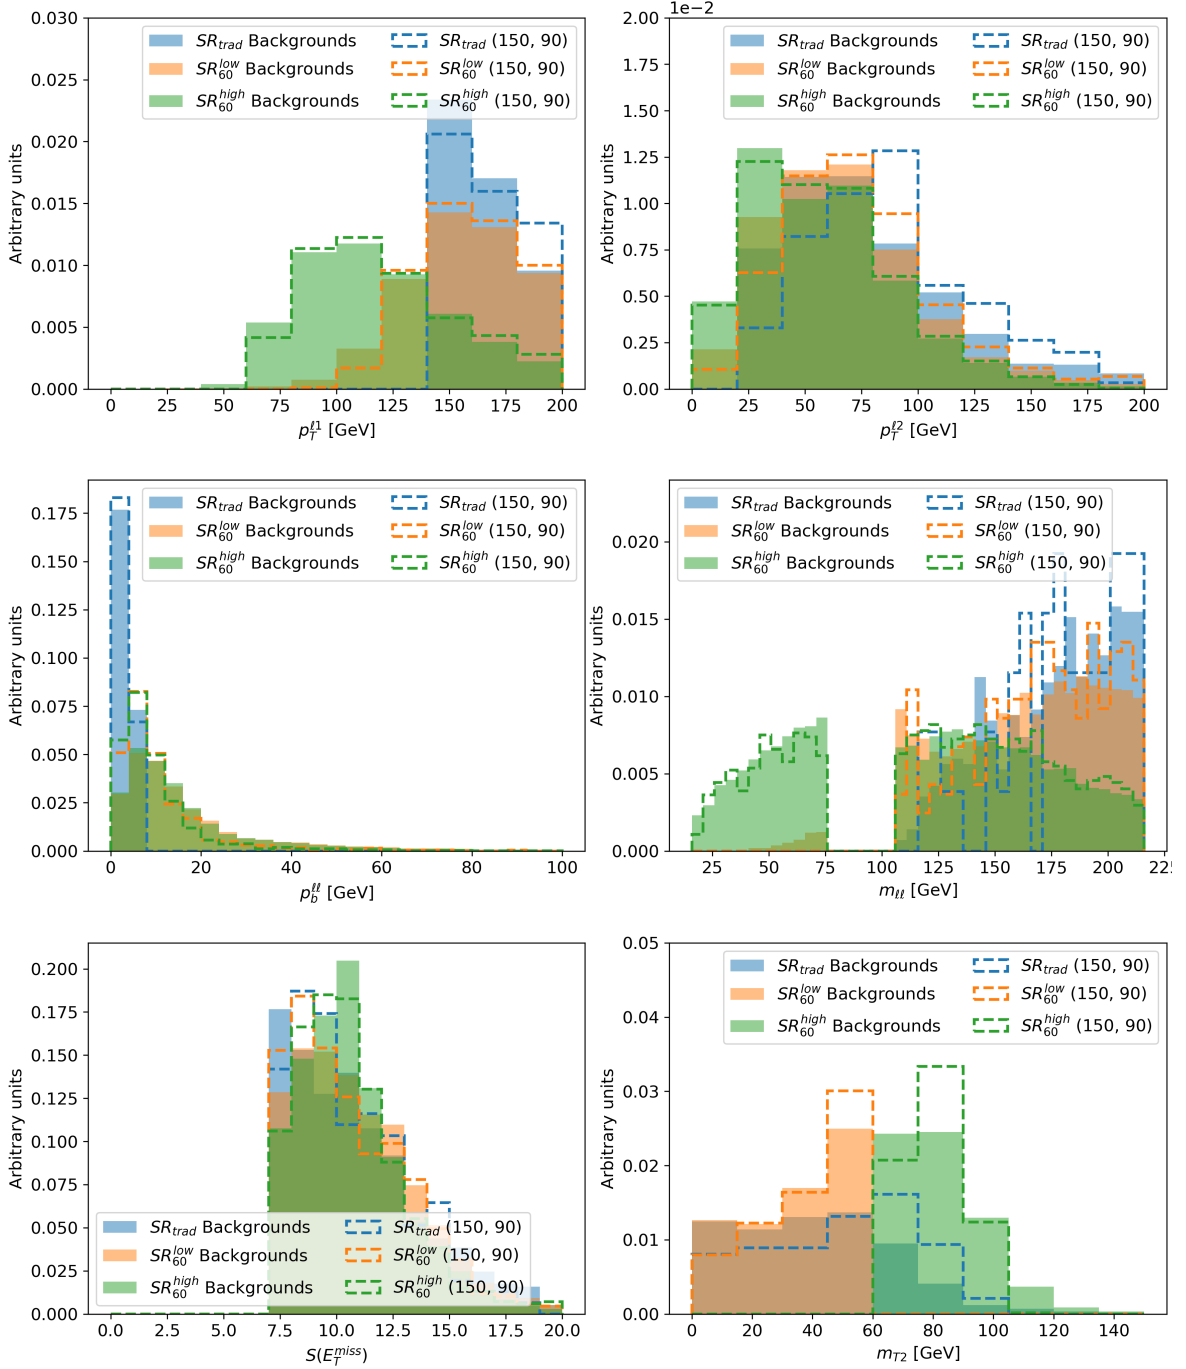 0.030
0.025
0.020
0.015
0.010
0.005
0.000
Arbitrary units
SR_trad Backgrounds
SR_60^low Backgrounds
SR_60^high Backgrounds
SR_trad (150, 90)
SR_60^low (150, 90)
SR_60^high (150, 90)
0 25 50 75 100 125 150 175 200
p_T^ℓ1 [GeV]
1e−2
2.00
1.75
1.50
1.25
1.00
0.75
0.50
0.25
0.00
Arbitrary units
SR_trad Backgrounds
SR_60^low Backgrounds
SR_60^high Backgrounds
SR_trad (150, 90)
SR_60^low (150, 90)
SR_60^high (150, 90)
0 25 50 75 100 125 150 175 200
p_T^ℓ2 [GeV]
0.175
0.150
0.125
0.100
0.075
0.050
0.025
0.000
Arbitrary units
SR_trad Backgrounds
SR_60^low Backgrounds
SR_60^high Backgrounds
SR_trad (150, 90)
SR_60^low (150, 90)
SR_60^high (150, 90)
0 20 40 60 80 100
p_b^ℓℓ [GeV]
0.020
0.015
0.010
0.005
0.000
Arbitrary units
SR_trad Backgrounds
SR_60^low Backgrounds
SR_60^high Backgrounds
SR_trad (150, 90)
SR_60^low (150, 90)
SR_60^high (150, 90)
25 50 75 100 125 150 175 200 225
m_ℓℓ [GeV]
0.200
0.175
0.150
0.125
0.100
0.075
0.050
0.025
0.000
Arbitrary units
SR_trad Backgrounds
SR_60^low Backgrounds
SR_60^high Backgrounds
SR_trad (150, 90)
SR_60^low (150, 90)
SR_60^high (150, 90)
0.0 2.5 5.0 7.5 10.0 12.5 15.0 17.5 20.0
S(E_T^miss)
0.05
0.04
0.03
0.02
0.01
0.00
Arbitrary units
SR_trad Backgrounds
SR_60^low Backgrounds
SR_60^high Backgrounds
SR_trad (150, 90)
SR_60^low (150, 90)
SR_60^high (150, 90)
0 20 40 60 80 100 120 140
m_T2 [GeV]